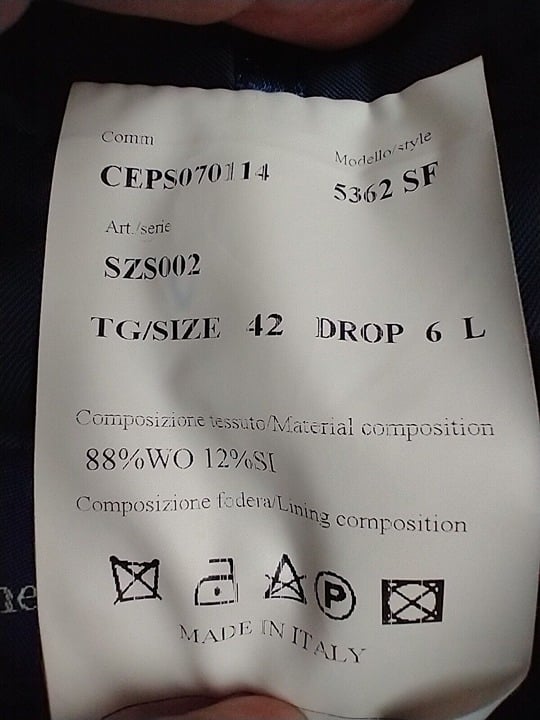 Comm
Modello/style
CEPS070114
5362 SF
Art./serie
SZS002
TG/SIZE 42 DROP 6 L
Composizione tessuto/Material composition
88%WO 12%SI
Composizione fodera/Lining composition
P
MADE IN ITALY